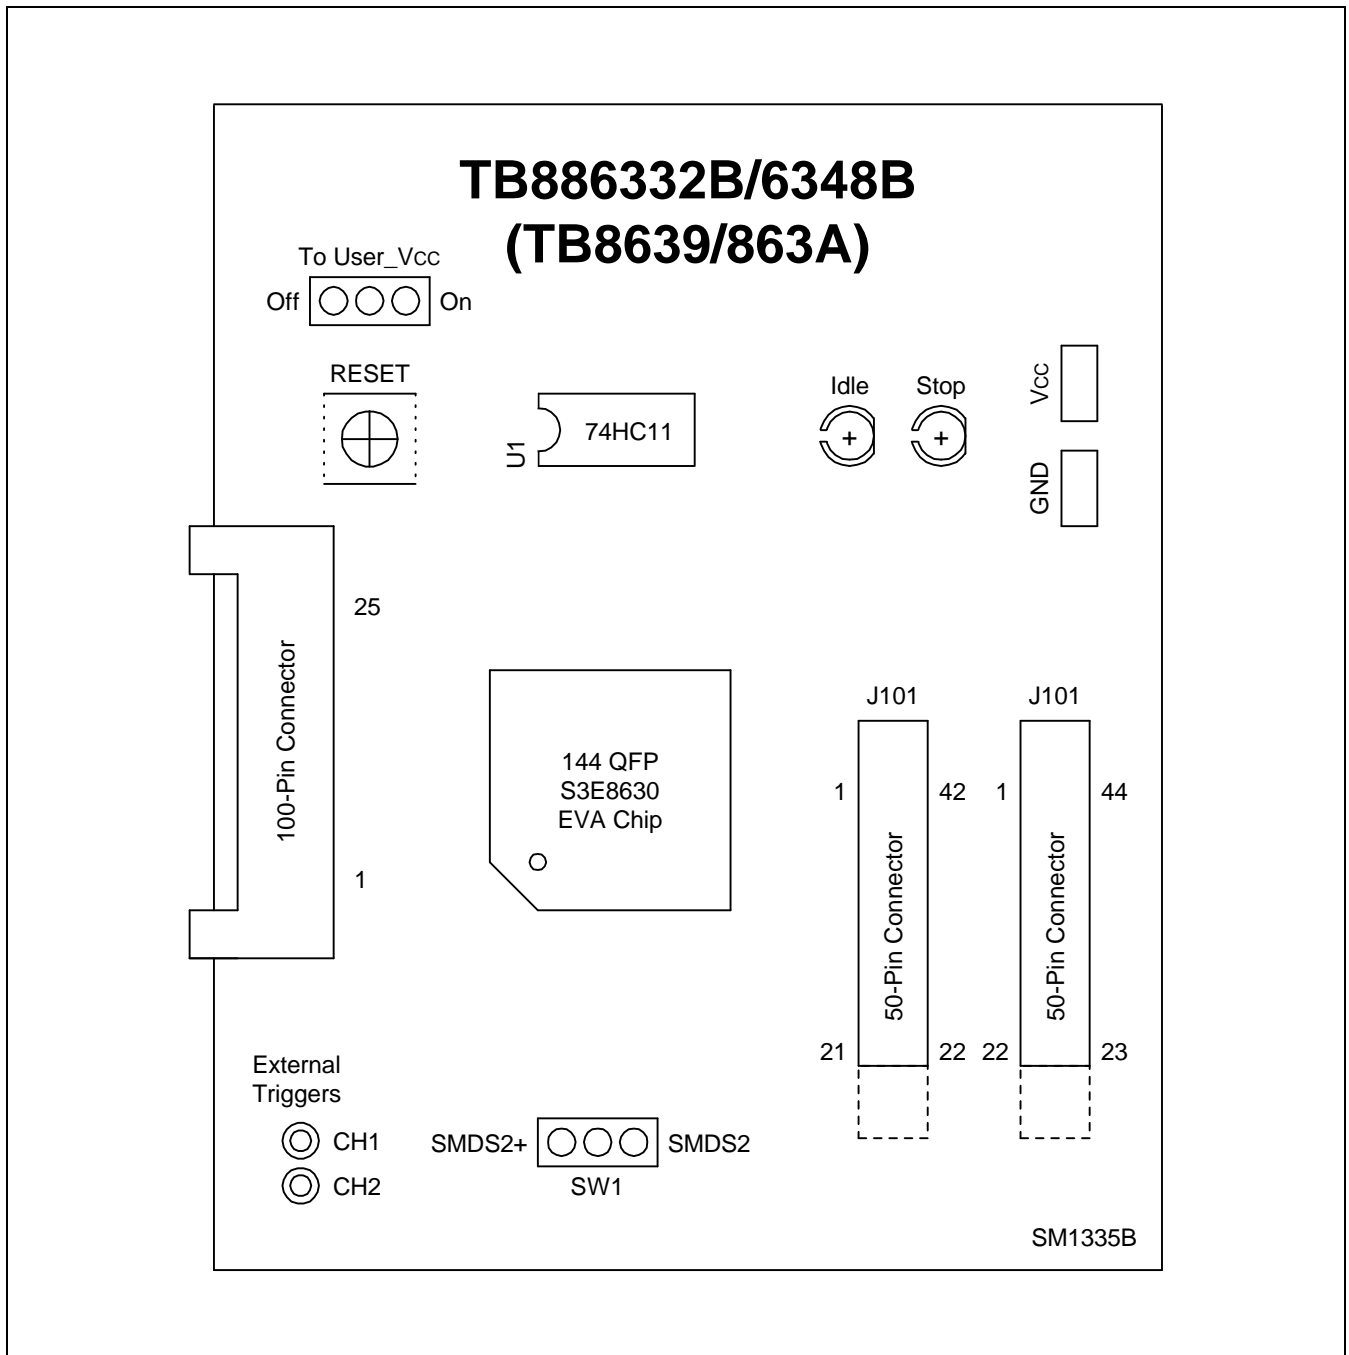 TB886332B/6348B
(TB8639/863A)
To User_VCC
Off
On
RESET
U1
74HC11
Idle
Stop
VCC
GND
25
100-Pin Connector
1
144 QFP
S3E8630
EVA Chip
J101
J101
1
42
1
44
50-Pin Connector
50-Pin Connector
21
22
22
23
External
Triggers
CH1
CH2
SMDS2+
SMDS2
SW1
SM1335B